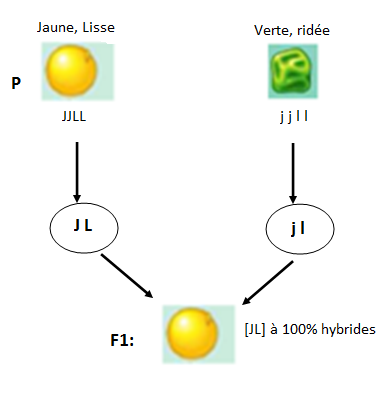 Jaune, Lisse
Verte, ridée
P
JJLL
j j l l
J L
j l
F1:
[JL] à 100% hybrides